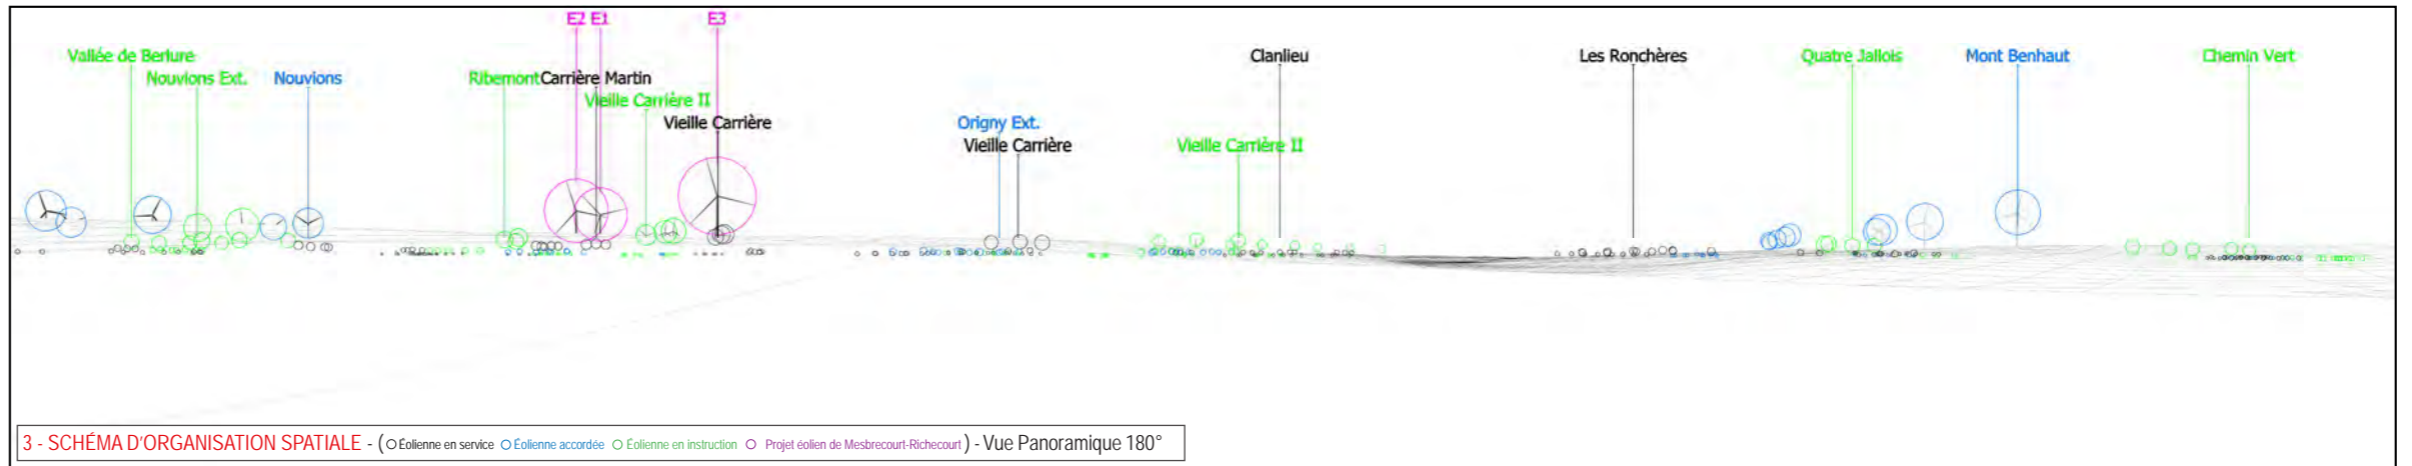 E2 E1 E3
Vallée de Berlure Clanlieu Les Ronchères Quatre Jallois Mont Benhaut Chemin Vert
Nouvions Ext. Nouvions Ribemont Carrière Martin
Vieille Carrière II
Vieille Carrière Origny Ext.
Vieille Carrière Vieille Carrière II
3 - SCHÉMA D'ORGANISATION SPATIALE - ( Éolienne en service Éolienne accordée Éolienne en instruction Projet éolien de Mesbrecourt-Richecourt ) - Vue Panoramique 180°